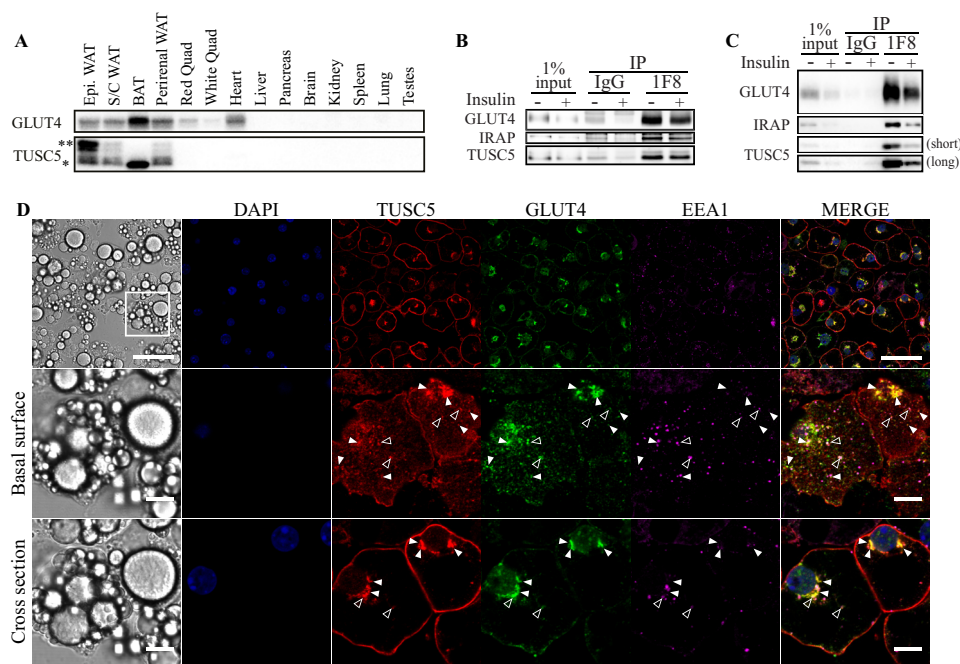 A
Epi. WAT
S/C WAT
BAT
Perirenal WAT
Red Quad
White Quad
Heart
Liver
Pancreas
Brain
Kidney
Spleen
Lung
Testes
GLUT4
**
TUSC5
*
B
IP
1% input
IgG
1F8
Insulin - + - + - +
GLUT4
IRAP
TUSC5
C
IP
1% input
IgG
1F8
Insulin - + - + - +
GLUT4
IRAP
TUSC5
(short)
(long)
D
DAPI
TUSC5
GLUT4
EEA1
MERGE
Basal surface
Cross section